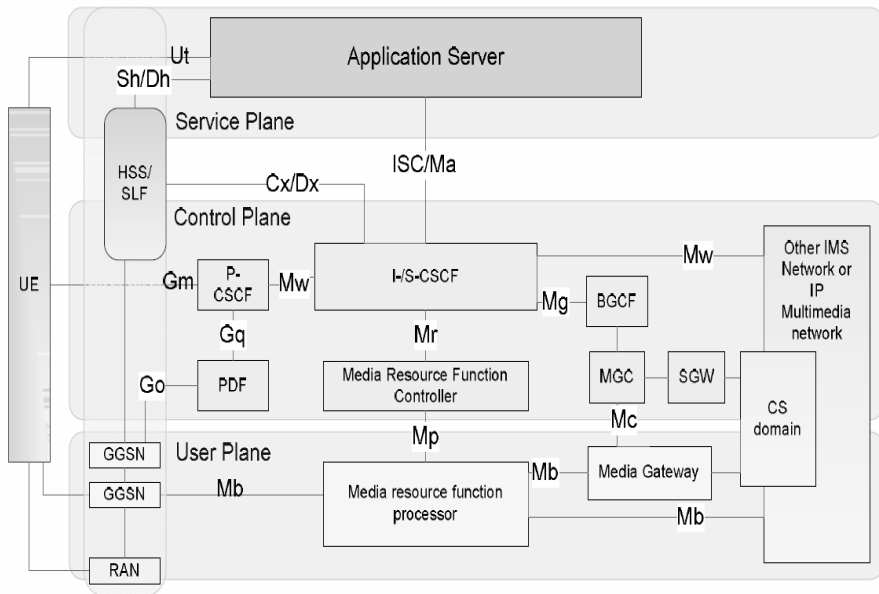 Ut
Application Server
Sh/Dh
Service Plane
HSS/
SLF
ISC/Ma
Cx/Dx
Control Plane
UE
Gm
P-
CSCF
Mw
I-/S-CSCF
Mw
Other IMS
Network or
IP
Multimedia
network
Mg
BGCF
Gq
Mr
Go
PDF
Media Resource Function
Controller
MGC
SGW
CS
domain
Mc
Mp
User Plane
GGSN
GGSN
Mb
Media resource function
processor
Mb
Media Gateway
Mb
RAN